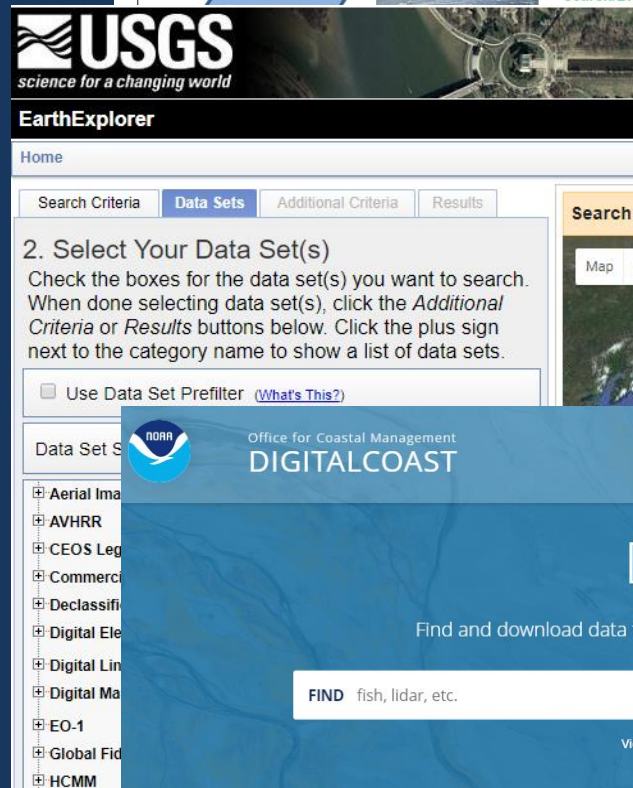 USGS
science for a changing world
EarthExplorer
Home
Search Criteria
Data Sets
Additional Criteria
Results
Search
2. Select Your Data Set(s)
Check the boxes for the data set(s) you want to search.
When done selecting data set(s), click the Additional
Criteria or Results buttons below. Click the plus sign
next to the category name to show a list of data sets.
Map
Use Data Set Prefilter (What's This?)
Data Set S
NOAA
Office for Coastal Management
DIGITALCOAST
Aerial Ima
AVHRR
CEOS Leg
Commerci
Declassifi
Digital Ele
Digital Lin
Digital Ma
EO-1
Global Fid
HCMM
Find and download data
FIND fish, lidar, etc.
Vi